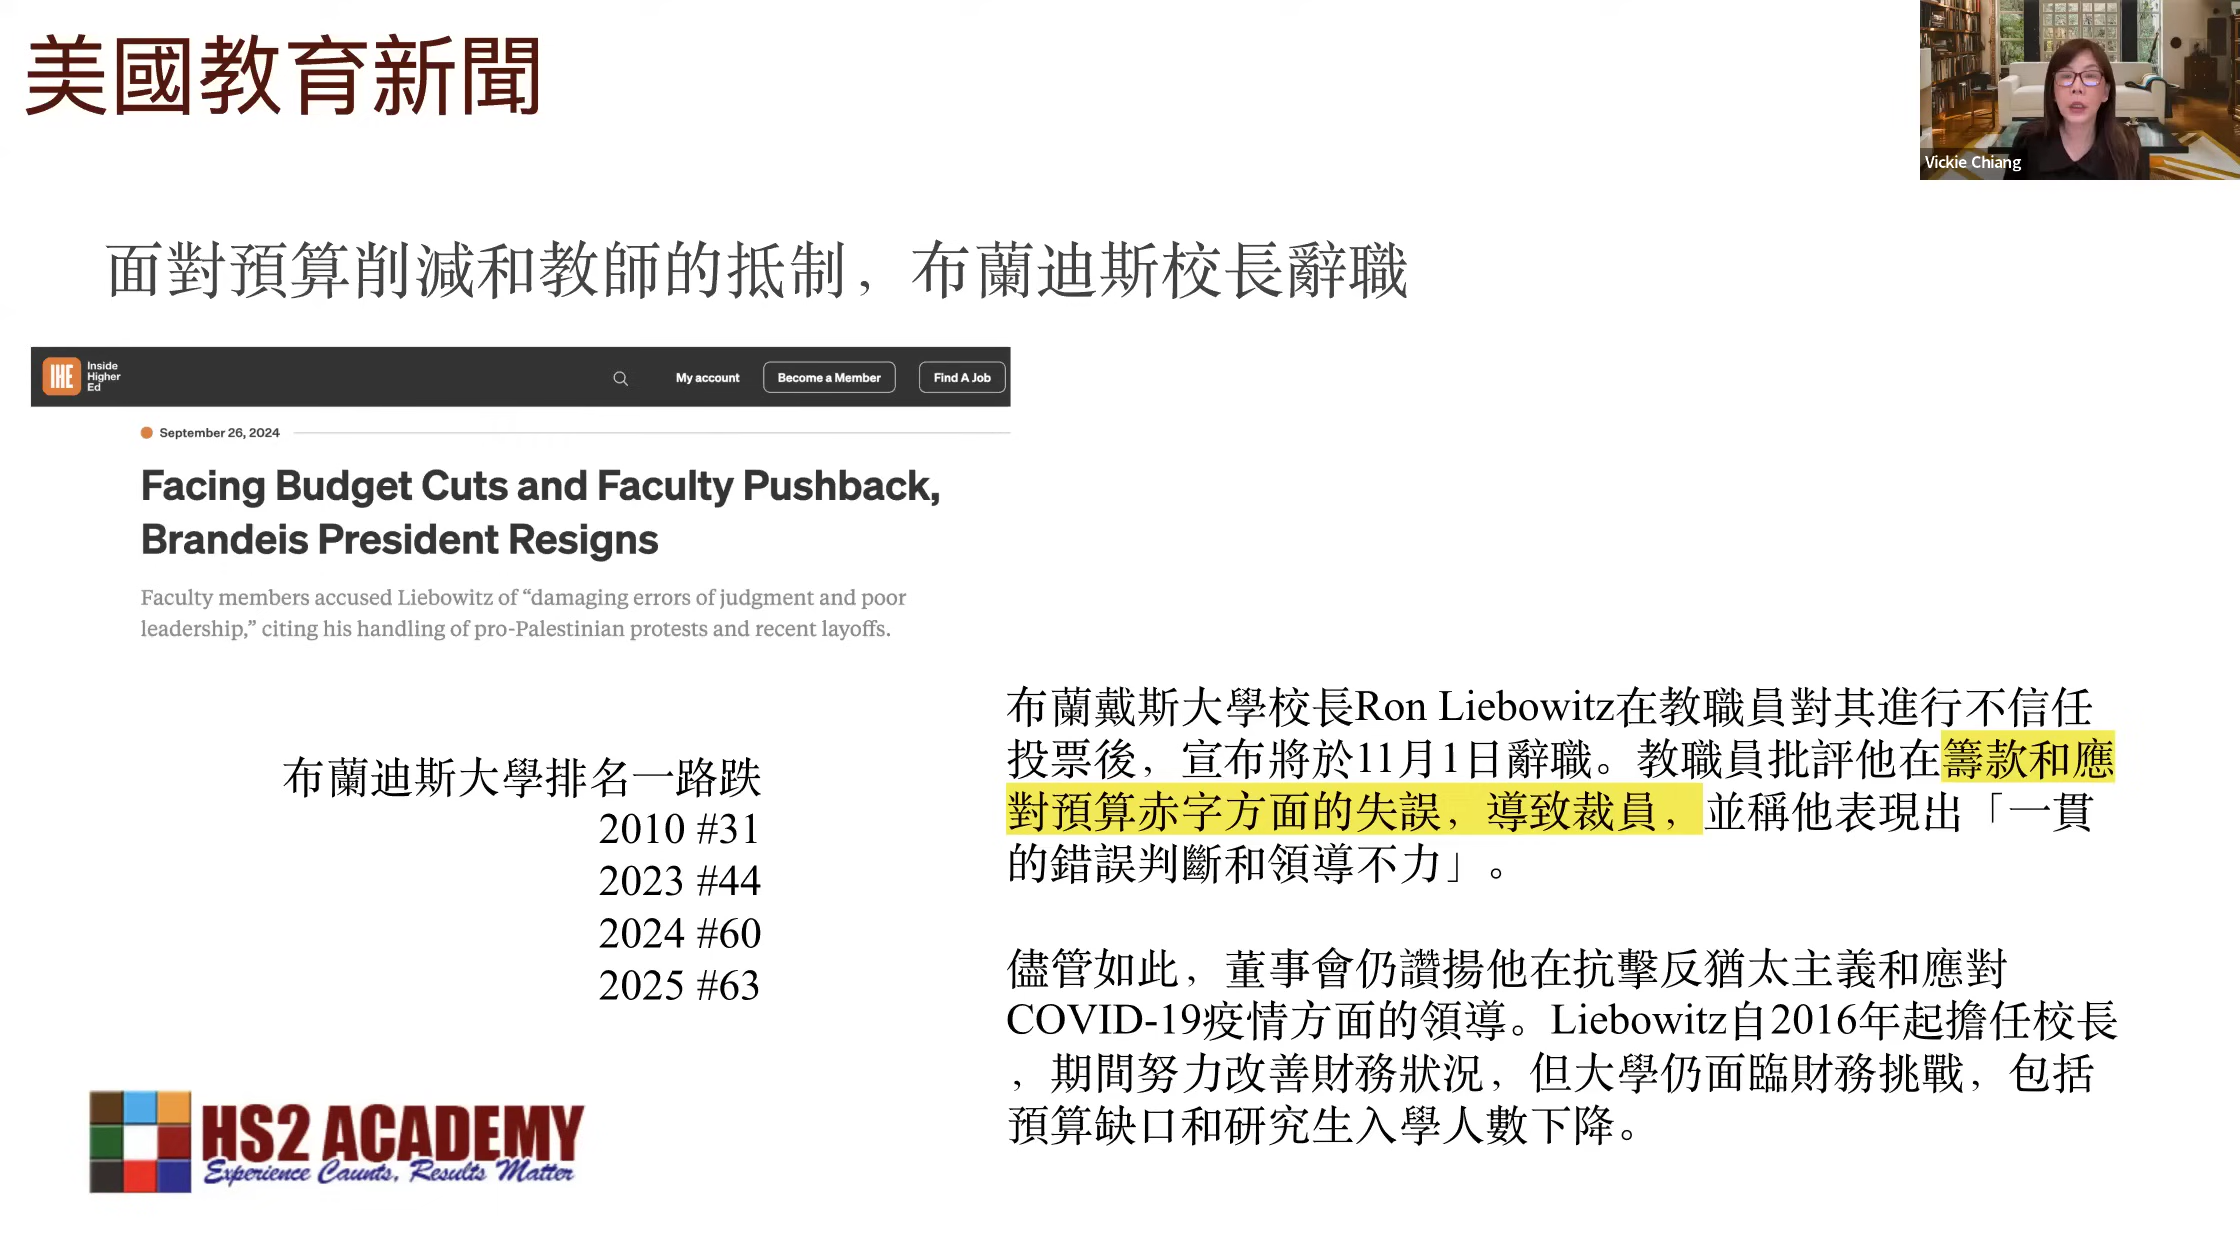 美國教育新聞
Vickie Chiang
面對預算削減和教師的抵制，布蘭迪斯校長辭職
IHE
Inside
Higher
Ed
My account
Become a Member
Find A Job
September 26, 2024
Facing Budget Cuts and Faculty Pushback,
Brandeis President Resigns
Faculty members accused Liebowitz of “damaging errors of judgment and poor
leadership,” citing his handling of pro-Palestinian protests and recent layoffs.
布蘭迪斯大學排名一路跌
2010 #31
2023 #44
2024 #60
2025 #63
布蘭戴斯大學校長Ron Liebowitz在教職員對其進行不信任
投票後，宣布將於11月1日辭職。教職員批評他在籌款和應
對預算赤字方面的失誤，導致裁員，並稱他表現出「一貫
的錯誤判斷和領導不力」。
儘管如此，董事會仍讚揚他在抗擊反猶太主義和應對
COVID-19疫情方面的領導。Liebowitz自2016年起擔任校長
，期間努力改善財務狀況，但大學仍面臨財務挑戰，包括
預算缺口和研究生入學人數下降。
HS2 ACADEMY
Experience Counts, Results Matter